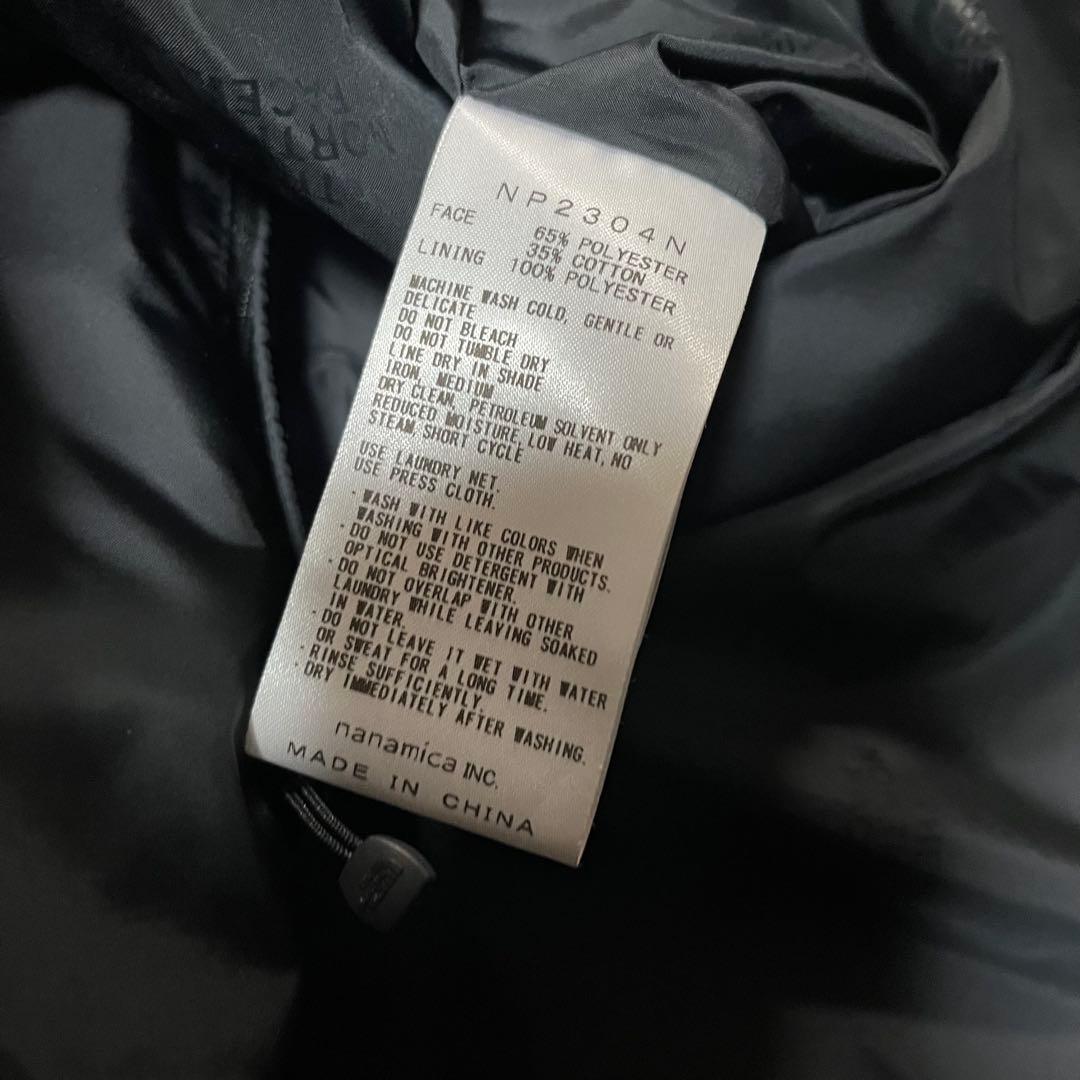 NORTH
FACE
NP2304N
FACE 65% POLYESTER
35% COTTON
LINING 100% POLYESTER
MACHINE WASH COLD, GENTLE OR
DELICATE
DO NOT BLEACH
DO NOT TUMBLE DRY
LINE DRY IN SHADE
IRON, MEDIUM
DRY CLEAN, PETROLEUM SOLVENT ONLY
REDUCED MOISTURE, LOW HEAT, NO
STEAM SHORT CYCLE
USE LAUNDRY NET.
USE PRESS CLOTH.
・WASH WITH LIKE COLORS WHEN
WASHING WITH OTHER PRODUCTS.
・DO NOT USE DETERGENT WITH
OPTICAL BRIGHTENER.
・DO NOT OVERLAP WITH OTHER
LAUNDRY WHILE LEAVING SOAKED
IN WATER.
・DO NOT LEAVE IT WET WITH WATER
OR SWEAT FOR A LONG TIME.
・RINSE SUFFICIENTLY.
・DRY IMMEDIATELY AFTER WASHING.
nanamica INC.
MADE IN CHINA